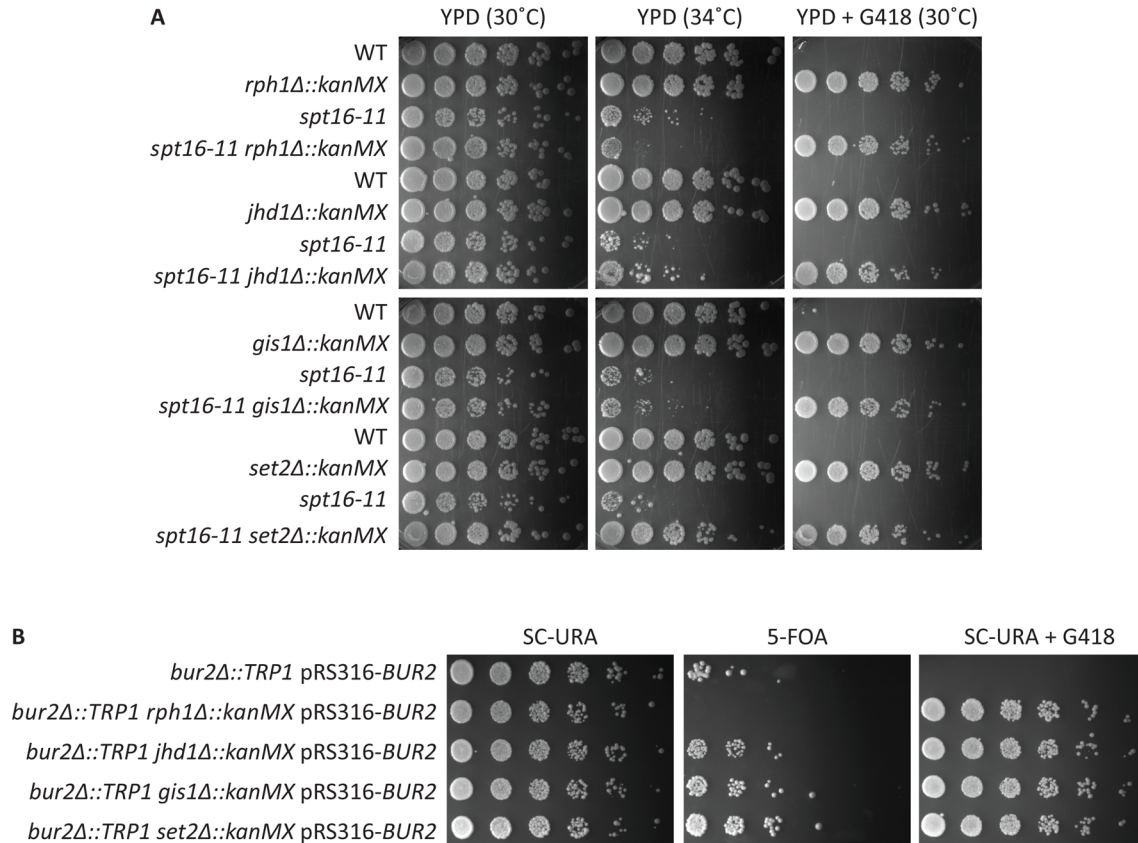 A YPD (30˚C) YPD (34˚C) YPD + G418 (30˚C)
WT
rph1Δ::kanMX
spt16-11
spt16-11 rph1Δ::kanMX
WT
jhd1Δ::kanMX
spt16-11
spt16-11 jhd1Δ::kanMX
WT
gis1Δ::kanMX
spt16-11
spt16-11 gis1Δ::kanMX
WT
set2Δ::kanMX
spt16-11
spt16-11 set2Δ::kanMX
B SC-URA 5-FOA SC-URA + G418
bur2Δ::TRP1 pRS316-BUR2
bur2Δ::TRP1 rph1Δ::kanMX pRS316-BUR2
bur2Δ::TRP1 jhd1Δ::kanMX pRS316-BUR2
bur2Δ::TRP1 gis1Δ::kanMX pRS316-BUR2
bur2Δ::TRP1 set2Δ::kanMX pRS316-BUR2